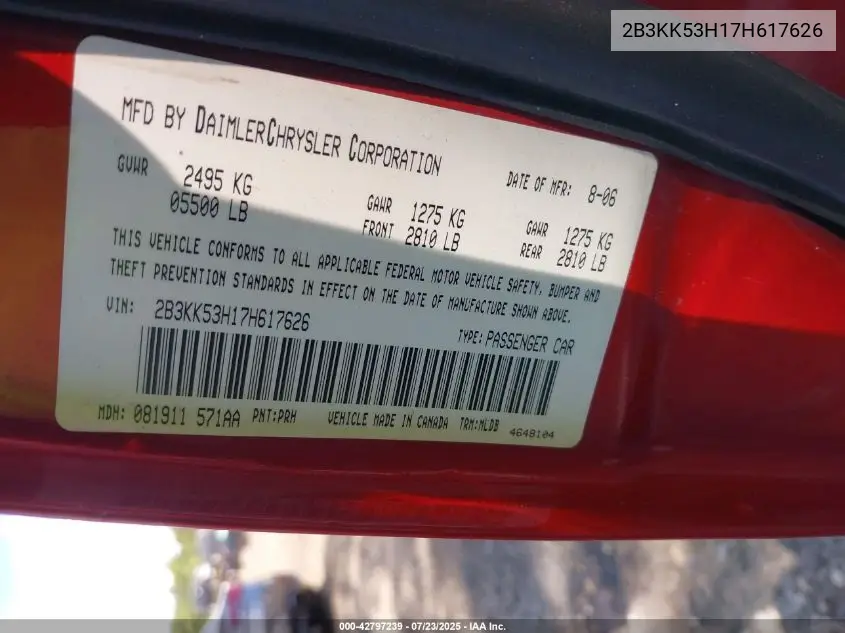 2B3KK53H17H617626
MFD BY DAIMLERCHRYSLER CORPORATION
DATE OF MFR: 8-06
GVWR 2495 KG
05500 LB
GAWR 1275 KG
FRONT 2810 LB
GAWR 1275 KG
REAR 2810 LB
THIS VEHICLE CONFORMS TO ALL APPLICABLE FEDERAL MOTOR VEHICLE SAFETY, BUMPER AND
THEFT PREVENTION STANDARDS IN EFFECT ON THE DATE OF MANUFACTURE SHOWN ABOVE.
VIN: 2B3KK53H17H617626
TYPE: PASSENGER CAR
MDH: 081911 571AA PNT:PRH VEHICLE MADE IN CANADA TRM:MLDB
4648104
000-42797239 - 07/23/2025 - IAA Inc.